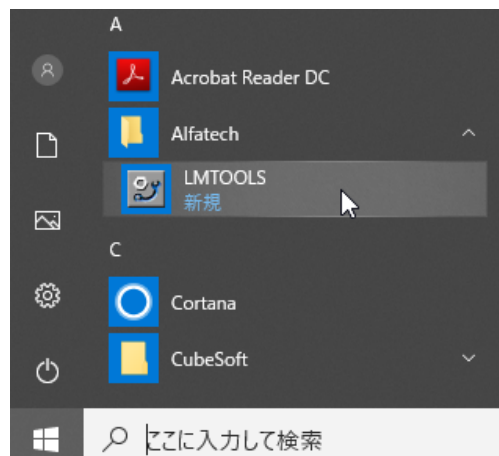 A
Acrobat Reader DC
Alfatech
LMTOOLS
新規
C
Cortana
CubeSoft
ここに入力して検索